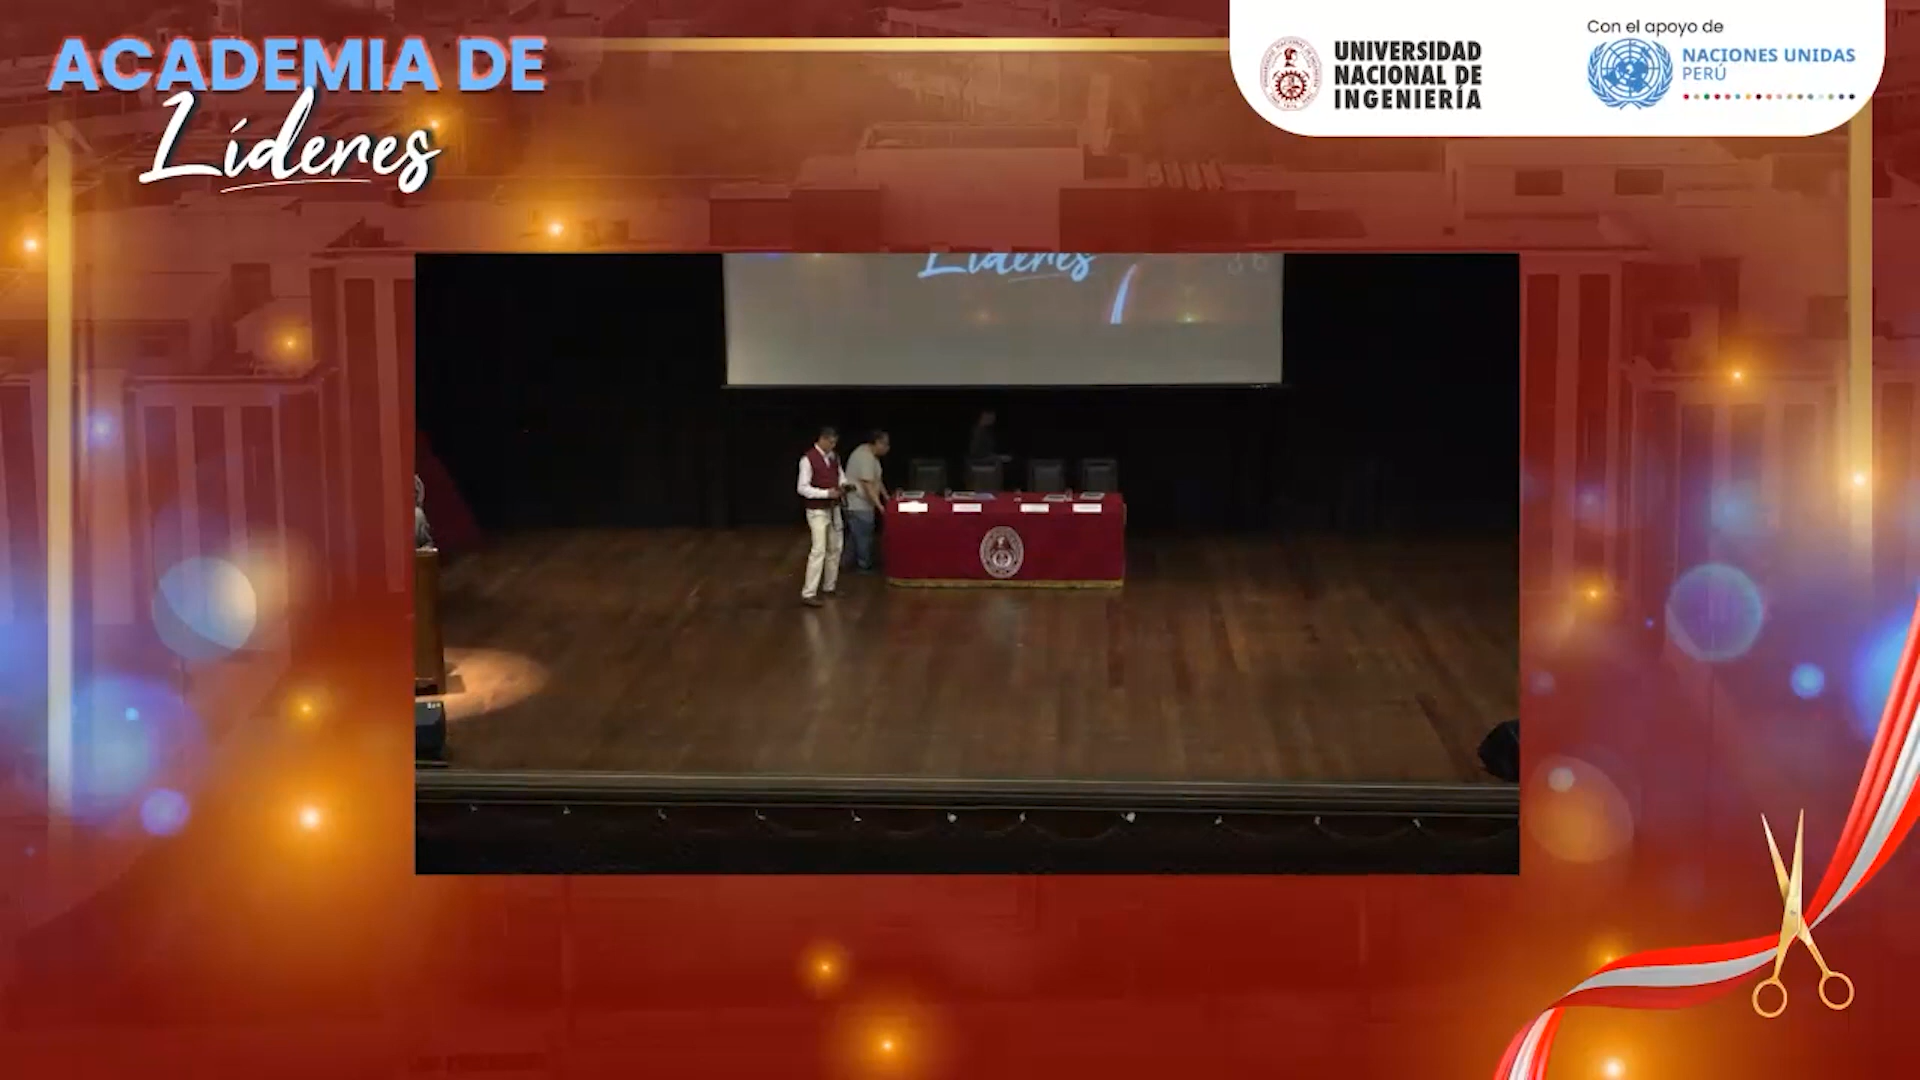 ACADEMIA DE
Líderes
UNIVERSIDAD
NACIONAL DE
INGENIERÍA
Con el apoyo de
NACIONES UNIDAS
PERÚ
Líderes